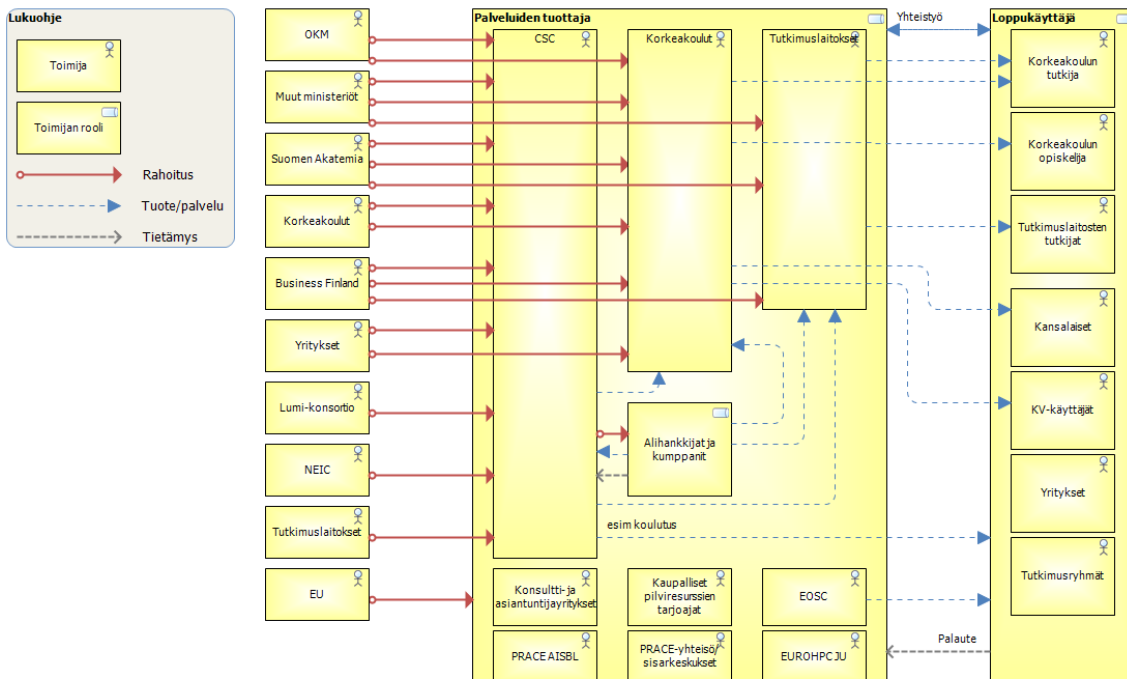 Lukuohje
Toimija
Toimijan rooli
Rahoitus
Tuote/palvelu
Tietämys
OKM
Muut ministeriöt
Suomen Akatemia
Korkeakoulut
Business Finland
Yritykset
Lumi-konsortio
NEIC
Tutkimuslaitokset
EU
Palveluiden tuottaja
CSC
Korkeakoulut
Tutkimuslaitokset
Alihankkijat ja
kumppanit
esim koulutus
Konsultti- ja
asiantuntijayritykset
Kaupalliset
pilviresurssien
tarjoajat
EOSC
PRACE AISBL
PRACE-yhteisö/
sisarkeskukset
EUROHPC JU
Yhteistyö
Palaute
Loppukäyttäjä
Korkeakoulun
tutkija
Korkeakoulun
opiskelija
Tutkimuslaitosten
tutkijat
Kansalaiset
KV-käyttäjät
Yritykset
Tutkimusryhmät